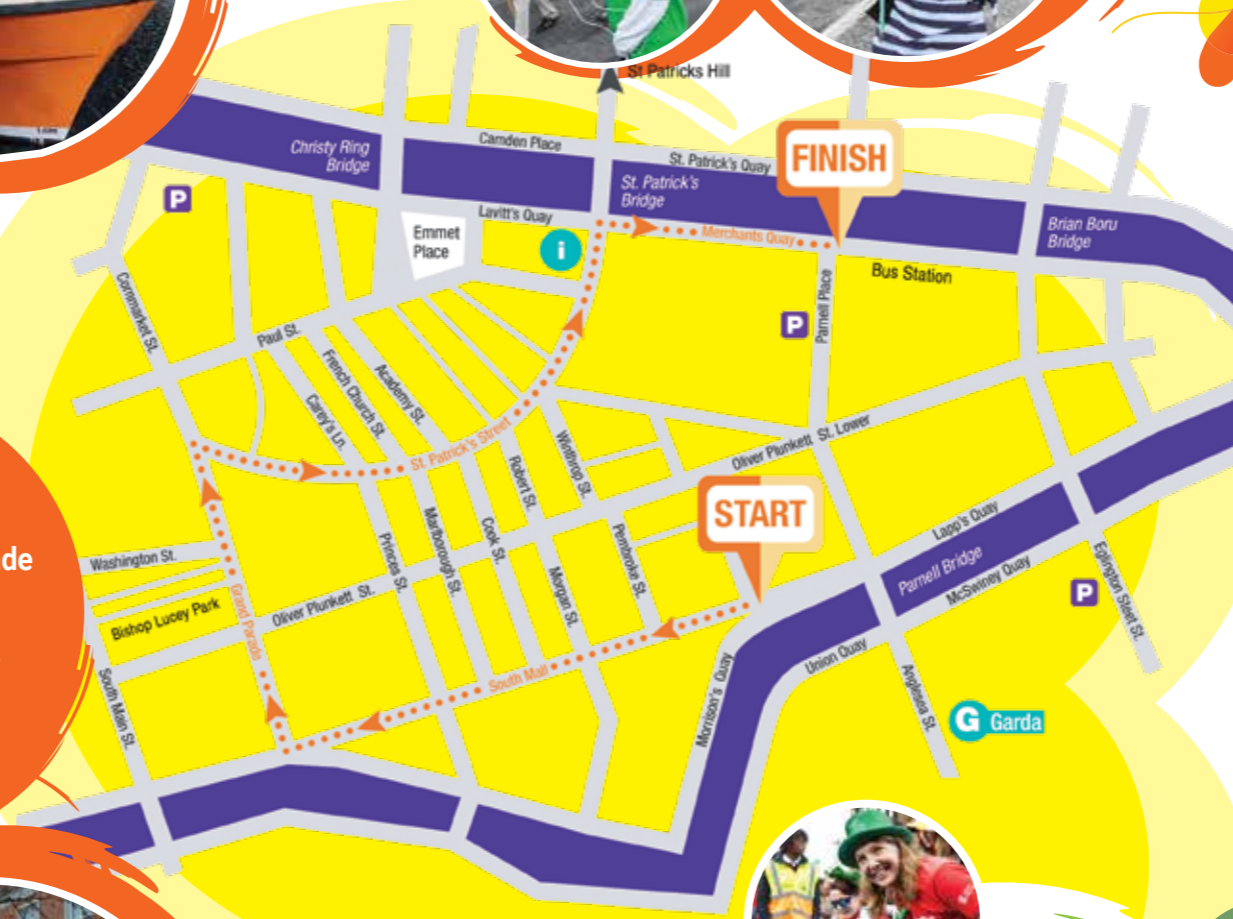 St Patricks Hill
Camden Place
Christy Ring
Bridge
St. Patrick's Quay
FINISH
St. Patrick's
Bridge
P
Lavitt's Quay
Emmet
Place
i
Merchants Quay
Brian Boru
Bridge
Bus Station
Cornmarket St.
Paul St.
P
Parnell Place
French Church St.
Academy St.
Carey's Ln.
St. Patrick's Street
Winthrop St.
Robert St.
Oliver Plunkett St. Lower
START
de
Washington St.
Princes St.
Marlborough St.
Cook St.
Morgan St.
Pembroke St.
Lapp's Quay
Parnell Bridge
McSwiney Quay
Eglington Steet St.
P
Bishop Lucey Park
Grand Parade
Oliver Plunkett St.
South Main St.
South Mall
Morrison's Quay
Union Quay
Anglesea St.
G Garda